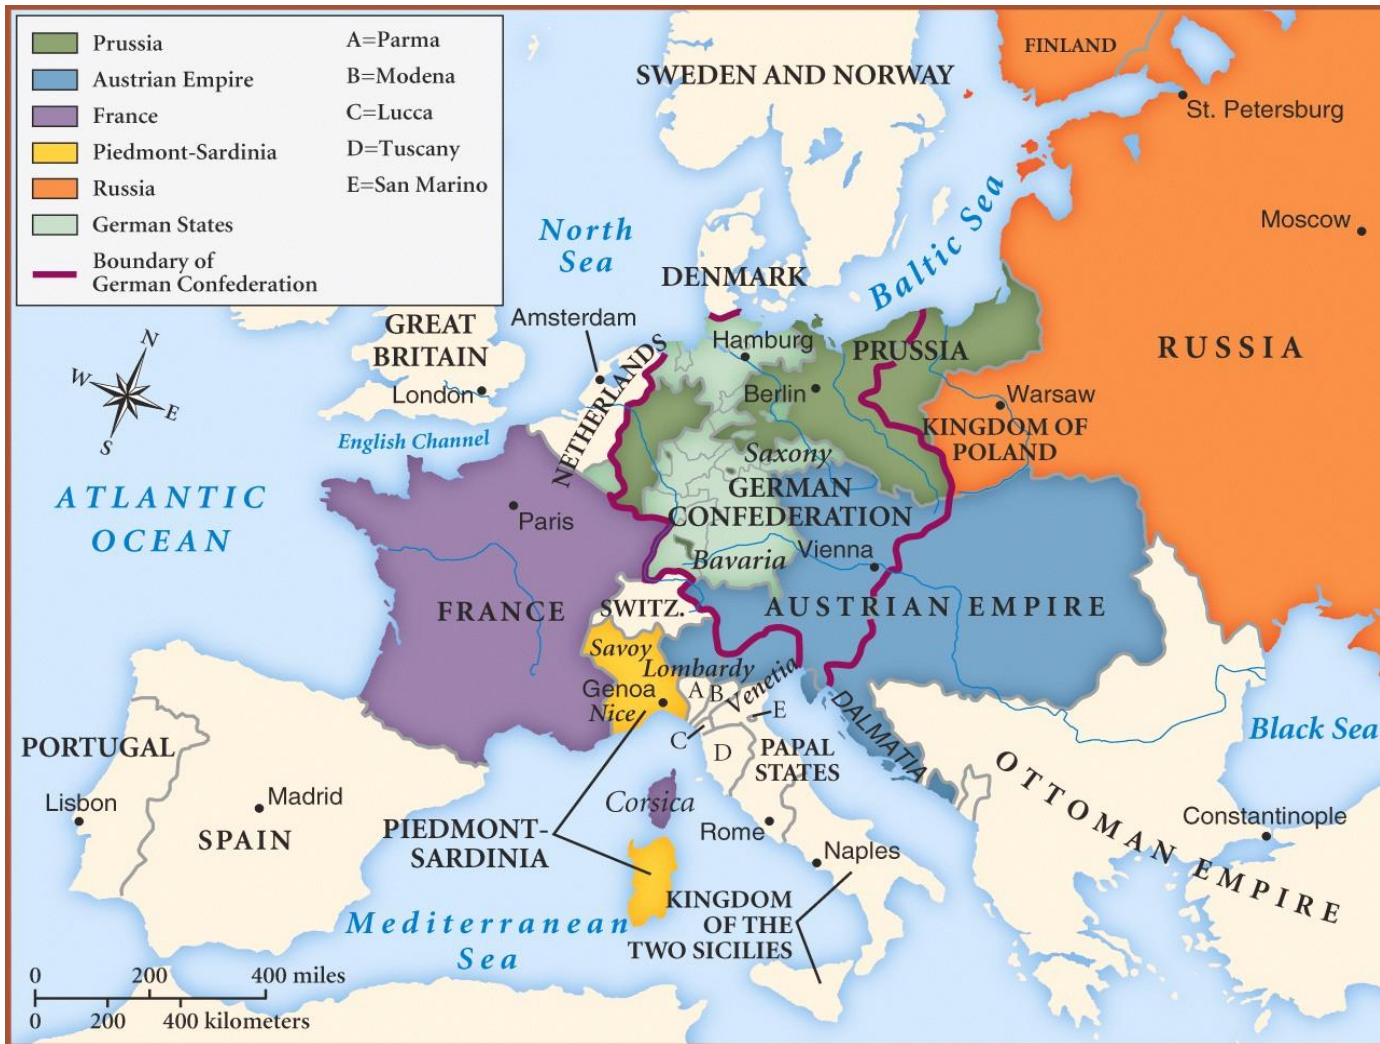 Prussia
Austrian Empire
France
Piedmont-Sardinia
Russia
German States
Boundary of
German Confederation
A=Parma
B=Modena
C=Lucca
D=Tuscany
E=San Marino
FINLAND
SWEDEN AND NORWAY
St. Petersburg
Moscow
North
Sea
Baltic Sea
DENMARK
N
W
E
S
GREAT
BRITAIN
London
Amsterdam
NETHERLANDS
Hamburg
PRUSSIA
Berlin
RUSSIA
Warsaw
KINGDOM OF
POLAND
English Channel
Saxony
GERMAN
CONFEDERATION
ATLANTIC
OCEAN
Paris
Bavaria
Vienna
FRANCE
SWITZ.
AUSTRIAN EMPIRE
Savoy
Lombardy
Venetia
Genoa
Nice
A
B
C
D
E
DALMATIA
PAPAL
STATES
Black Sea
PORTUGAL
Lisbon
Madrid
SPAIN
Corsica
PIEDMONT-
SARDINIA
Rome
Naples
OTTOMAN EMPIRE
Constantinople
KINGDOM
OF THE
TWO SICILIES
Mediterranean
Sea
0 200 400 miles
0 200 400 kilometers